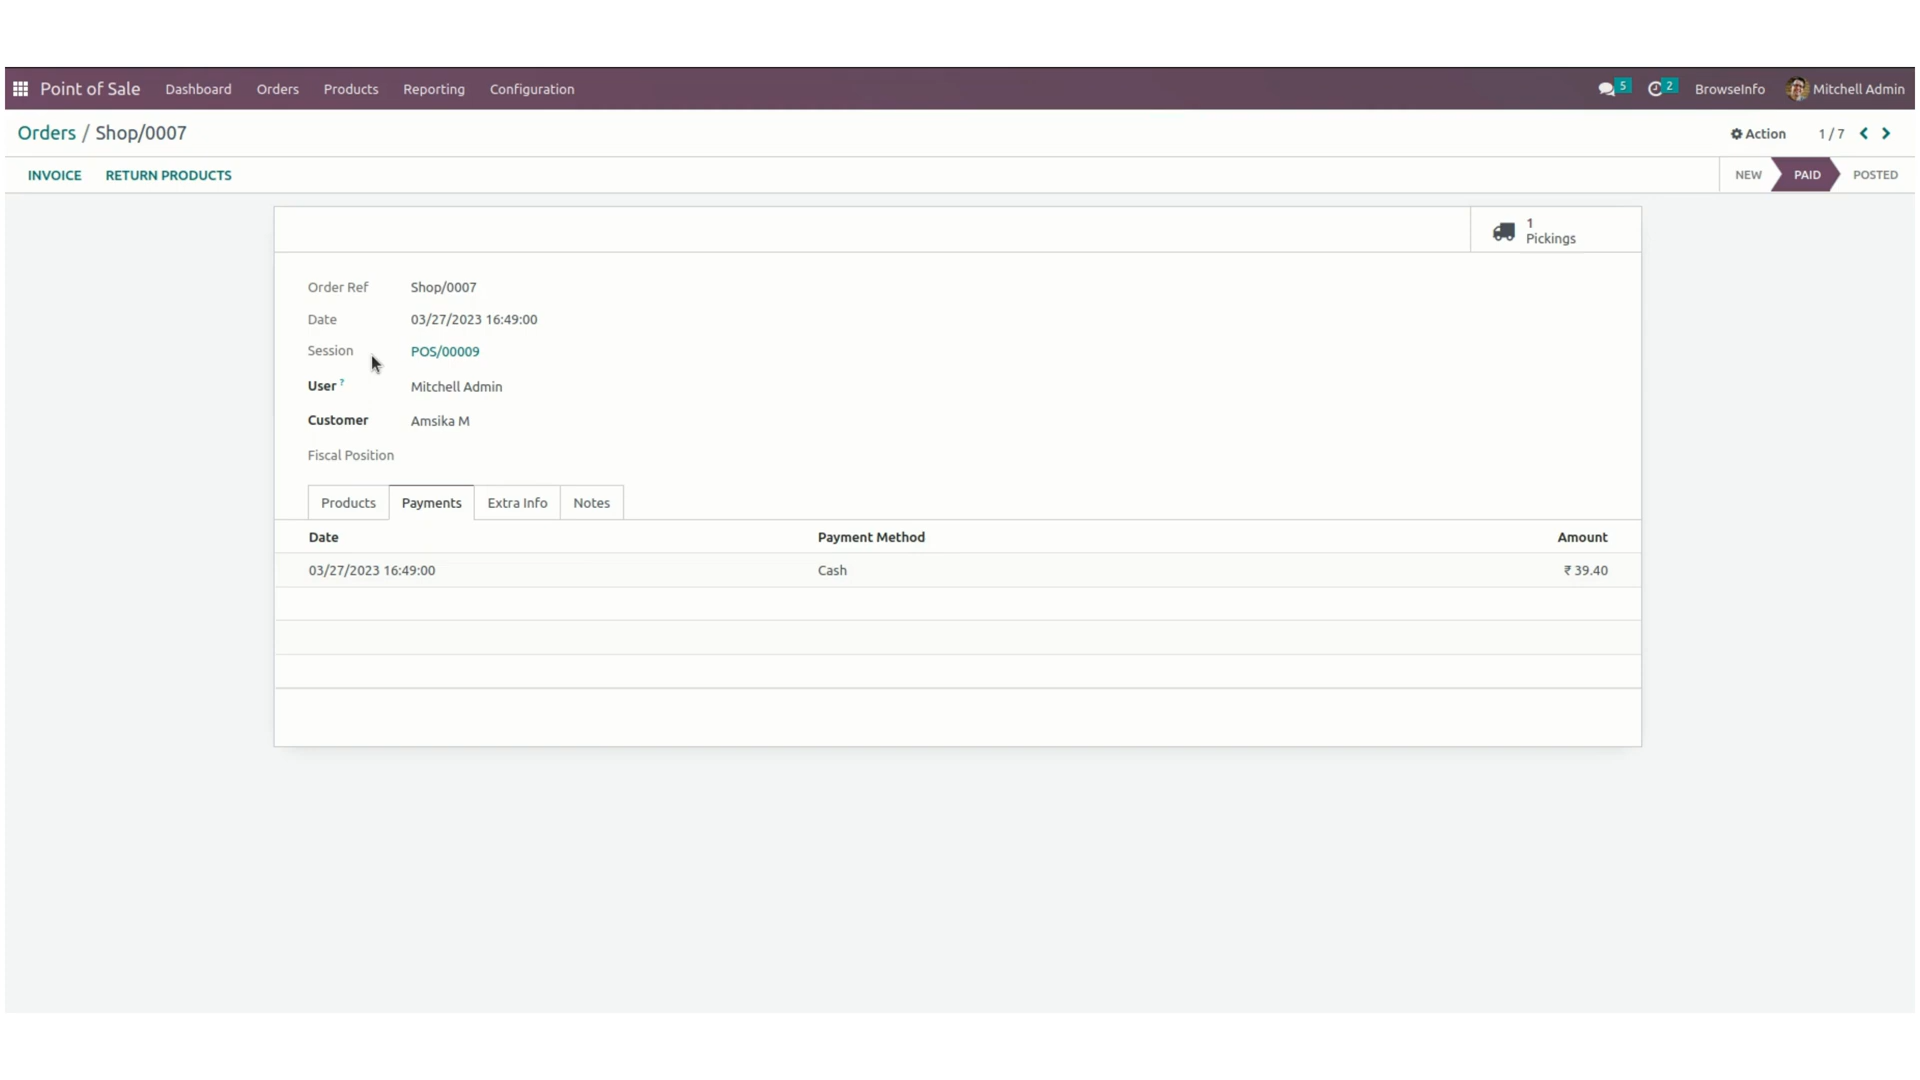 Point of Sale Dashboard Orders Products Reporting Configuration 5 2 BrowseInfo Mitchell Admin
Orders / Shop/0007 Action 1 / 7
INVOICE RETURN PRODUCTS NEW PAID POSTED
1
Pickings
Order Ref Shop/0007
Date 03/27/2023 16:49:00
Session POS/00009
User ? Mitchell Admin
Customer Amsika M
Fiscal Position
Products Payments Extra Info Notes
Date Payment Method Amount
03/27/2023 16:49:00 Cash ₹ 39.40